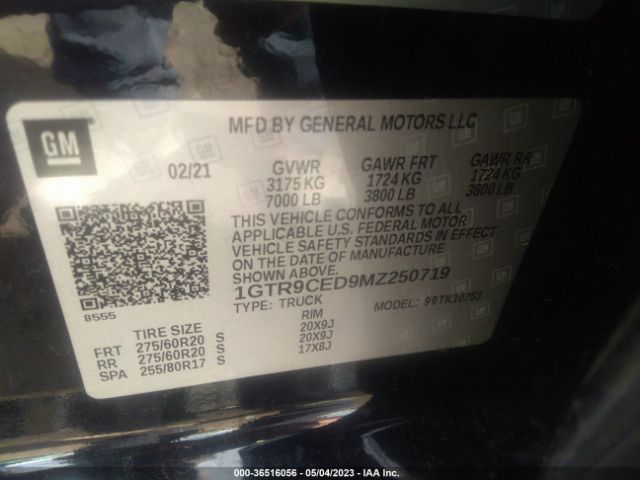 GM
MFD BY GENERAL MOTORS LLC
02/21 GVWR GAWR FRT GAWR RR
3175 KG 1724 KG 1724 KG
7000 LB 3800 LB 3800 LB
THIS VEHICLE CONFORMS TO ALL
APPLICABLE U.S. FEDERAL MOTOR
VEHICLE SAFETY STANDARDS IN EFFECT
ON THE DATE OF MANUFACTURE
SHOWN ABOVE.
1GTR9CED9MZ250719
TYPE: TRUCK MODEL: 99TK10753
8555
TIRE SIZE RIM
FRT 275/60R20 S 20X9J
RR 275/60R20 S 20X9J
SPA 255/80R17 S 17X8J
000-36516056 - 05/04/2023 - IAA Inc.